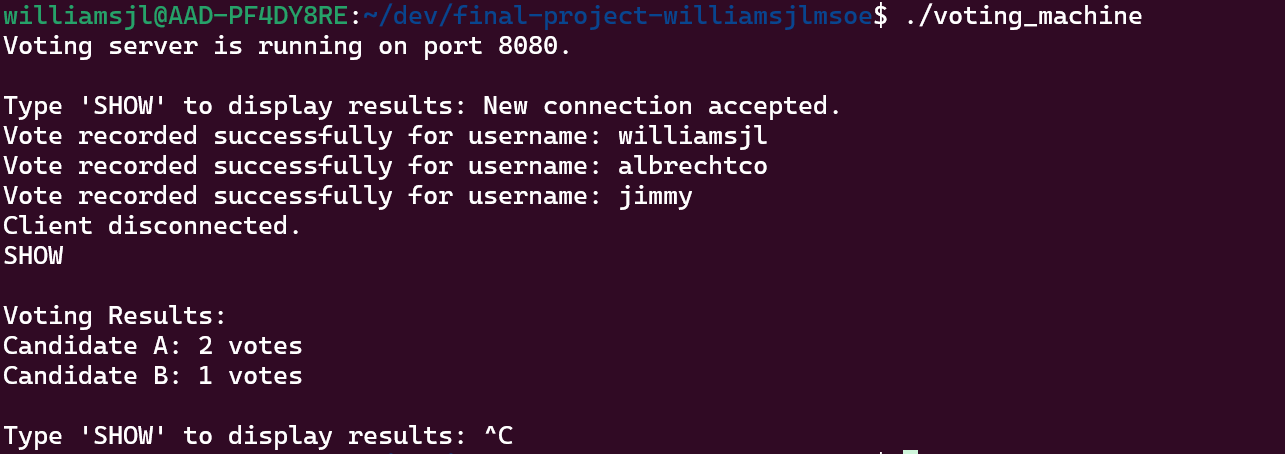 williamsjl@AAD-PF4DY8RE:~/dev/final-project-williamsjlmsoe$ ./voting_machine
Voting server is running on port 8080.
Type 'SHOW' to display results: New connection accepted.
Vote recorded successfully for username: williamsjl
Vote recorded successfully for username: albrechtco
Vote recorded successfully for username: jimmy
Client disconnected.
SHOW
Voting Results:
Candidate A: 2 votes
Candidate B: 1 votes
Type 'SHOW' to display results: ^C